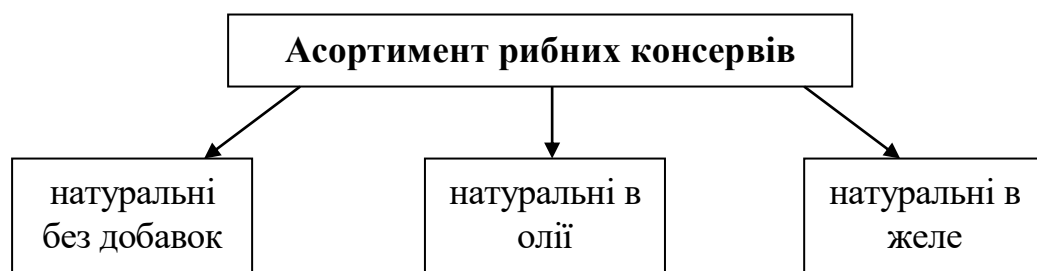 Асортимент рибних консервів
натуральні
без добавок
натуральні в
олії
натуральні в
желе